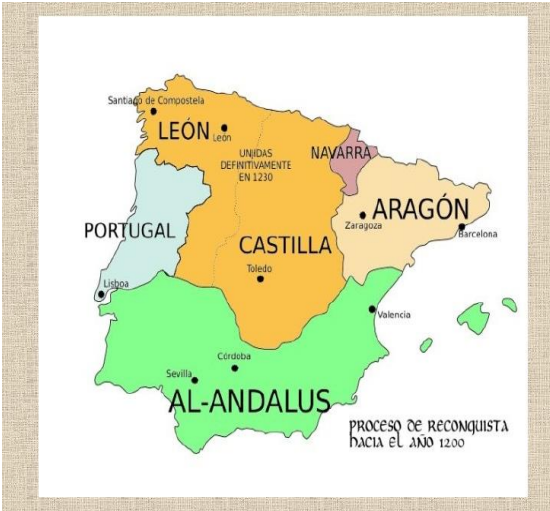 Santiago de Compostela
LEÓN
León
UNIDAS
DEFINITIVAMENTE
EN 1230
NAVARRA
ARAGÓN
Zaragoza
Barcelona
PORTUGAL
CASTILLA
Toledo
Lisboa
Valencia
Córdoba
Sevilla
AL-ANDALUS
PROCESO DE RECONQUISTA
HACIA EL AÑO 1200